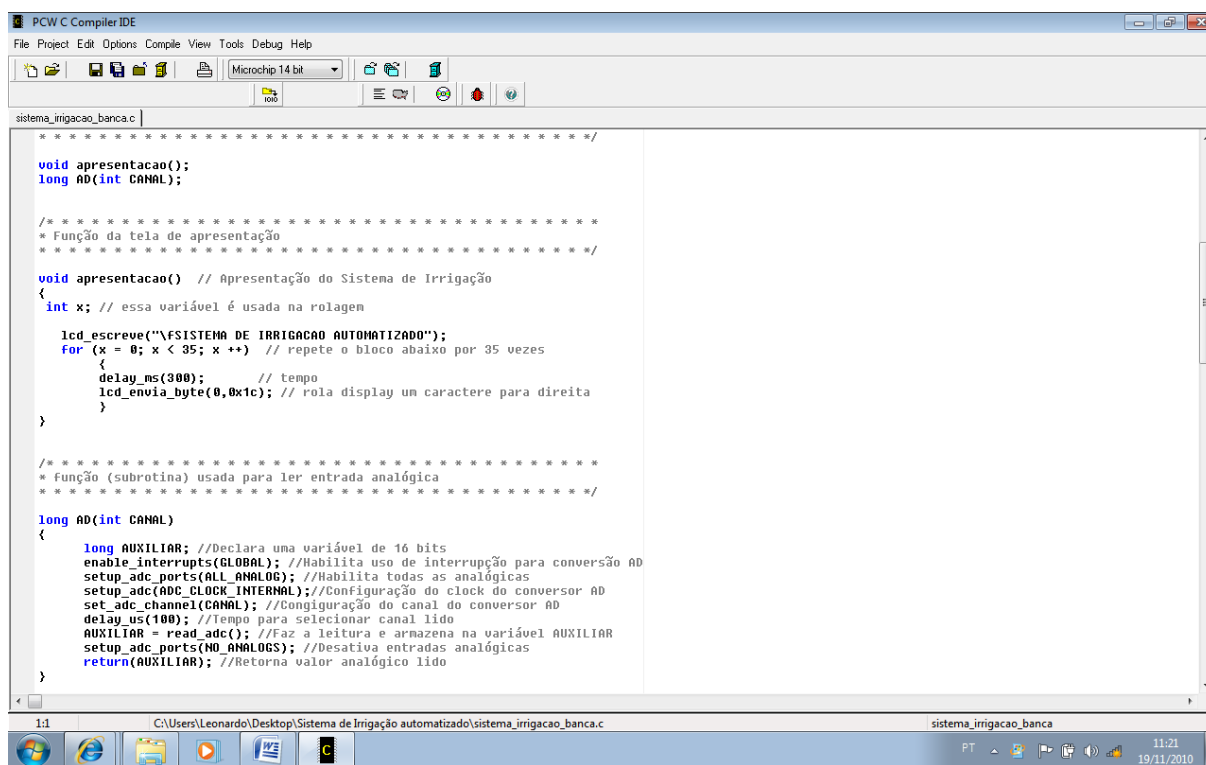 PCW C Compiler IDE
File Project Edit Options Compile View Tools Debug Help
Microchip 14 bit
sistema_irrigacao_banca.c
* * * * * * * * * * * * * * * * * * * * * * * * * * * * * * * * * * * * */
void apresentacao();
long AD(int CANAL);
/* * * * * * * * * * * * * * * * * * * * * * * * * * * * * * * * * * * * *
* Função da tela de apresentação
* * * * * * * * * * * * * * * * * * * * * * * * * * * * * * * * * * * * */
void apresentacao()  // Apresentação do Sistema de Irrigação
{
int x; // essa variável é usada na rolagem
lcd_escreve("\fSISTEMA DE IRRIGACAO AUTOMATIZADO");
for (x = 0; x < 35; x ++)  // repete o bloco abaixo por 35 vezes
{
delay_ms(300);       // tempo
lcd_envia_byte(0,0x1c); // rola display um caractere para direita
}
}
/* * * * * * * * * * * * * * * * * * * * * * * * * * * * * * * * * * * * *
* função (subrotina) usada para ler entrada analógica
* * * * * * * * * * * * * * * * * * * * * * * * * * * * * * * * * * * * */
long AD(int CANAL)
{
long AUXILIAR; //Declara uma variável de 16 bits
enable_interrupts(GLOBAL); //Habilita uso de interrupção para conversão AD
setup_adc_ports(ALL_ANALOG); //Habilita todas as analógicas
setup_adc(ADC_CLOCK_INTERNAL);//Configuração do clock do conversor AD
set_adc_channel(CANAL); //Congiguração do canal do conversor AD
delay_us(100); //Tempo para selecionar canal lido
AUXILIAR = read_adc(); //Faz a leitura e armazena na variável AUXILIAR
setup_adc_ports(NO_ANALOGS); //Desativa entradas analógicas
return(AUXILIAR); //Retorna valor analógico lido
}
1:1 C:\Users\Leonardo\Desktop\Sistema de Irrigação automatizado\sistema_irrigacao_banca.c sistema_irrigacao_banca
PT 11:21
19/11/2010